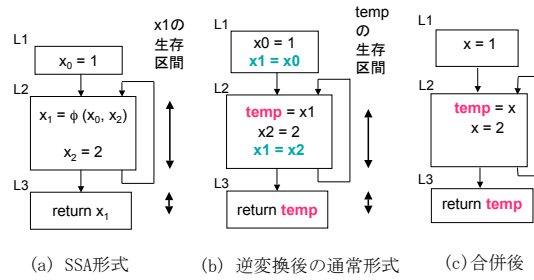 L1
x₀ = 1
x1の
生存
区間
L2
x₁ = φ (x₀, x₂)
x₂ = 2
L3
return x₁
(a) SSA形式
L1
x0 = 1
x1 = x0
temp
の
生存
区間
L2
temp = x1
x2 = 2
x1 = x2
L3
return temp
(b) 逆変換後の通常形式
L1
x = 1
L2
temp = x
x = 2
L3
return temp
(c)合併後